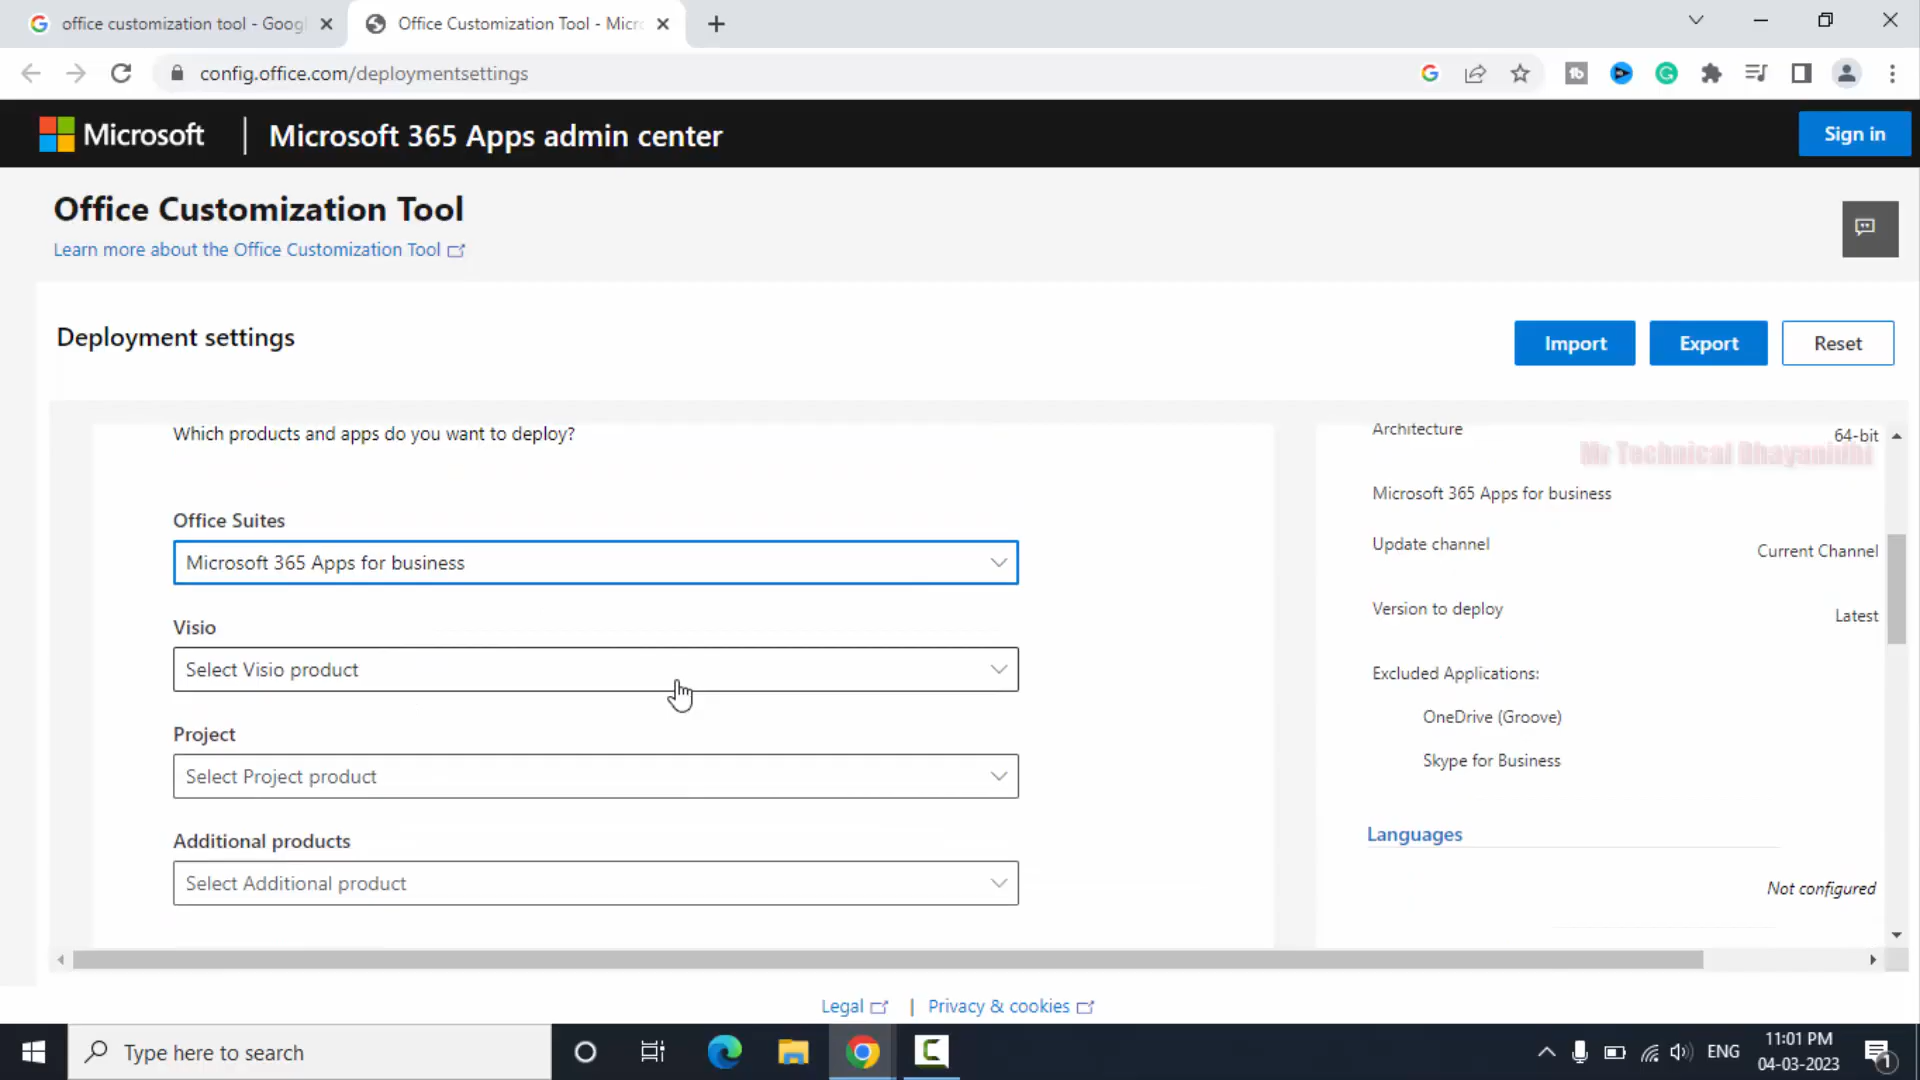 office customization tool - Goog
Office Customization Tool - Micr
config.office.com/deploymentsettings
Microsoft
Microsoft 365 Apps admin center
Sign in
Office Customization Tool
Learn more about the Office Customization Tool
Deployment settings
Import
Export
Reset
Which products and apps do you want to deploy?
Office Suites
Microsoft 365 Apps for business
Visio
Select Visio product
Project
Select Project product
Additional products
Select Additional product
Architecture
64-bit
Mr Technical Dhayanidhi
Microsoft 365 Apps for business
Update channel
Current Channel
Version to deploy
Latest
Excluded Applications:
OneDrive (Groove)
Skype for Business
Languages
Not configured
Legal
|
Privacy & cookies
Type here to search
ENG
11:01 PM
04-03-2023
1